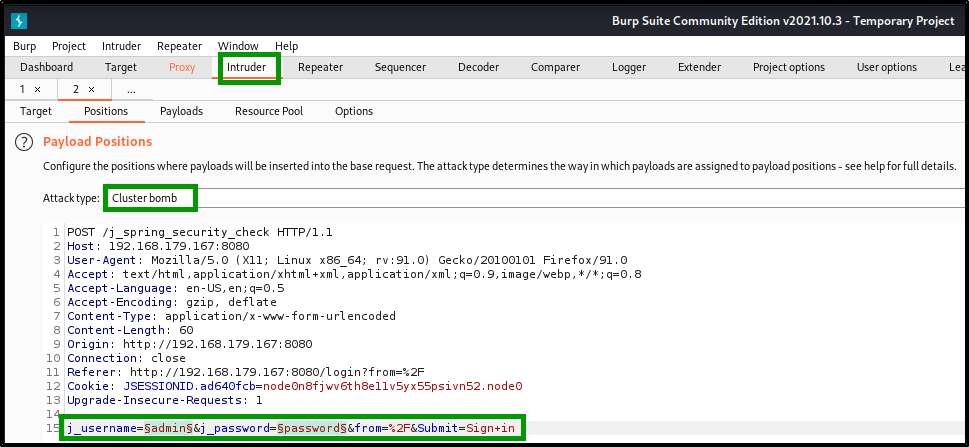 Burp Suite Community Edition v2021.10.3 - Temporary Project
Burp Project Intruder Repeater Window Help
Dashboard Target Proxy Intruder Repeater Sequencer Decoder Comparer Logger Extender Project options User options Lea
1 × 2 × ...
Target Positions Payloads Resource Pool Options
? Payload Positions
Configure the positions where payloads will be inserted into the base request. The attack type determines the way in which payloads are assigned to payload positions - see help for full details.
Attack type: Cluster bomb
1 POST /j_spring_security_check HTTP/1.1
2 Host: 192.168.179.167:8080
3 User-Agent: Mozilla/5.0 (X11; Linux x86_64; rv:91.0) Gecko/20100101 Firefox/91.0
4 Accept: text/html,application/xhtml+xml,application/xml;q=0.9,image/webp,*/*;q=0.8
5 Accept-Language: en-US,en;q=0.5
6 Accept-Encoding: gzip, deflate
7 Content-Type: application/x-www-form-urlencoded
8 Content-Length: 60
9 Origin: http://192.168.179.167:8080
10 Connection: close
11 Referer: http://192.168.179.167:8080/login?from=%2F
12 Cookie: JSESSIONID.ad640fcb=node0n8fjwv6th8e11v5yx55psivn52.node0
13 Upgrade-Insecure-Requests: 1
14
15 j_username=§admin§&j_password=§password§&from=%2F&Submit=Sign+in